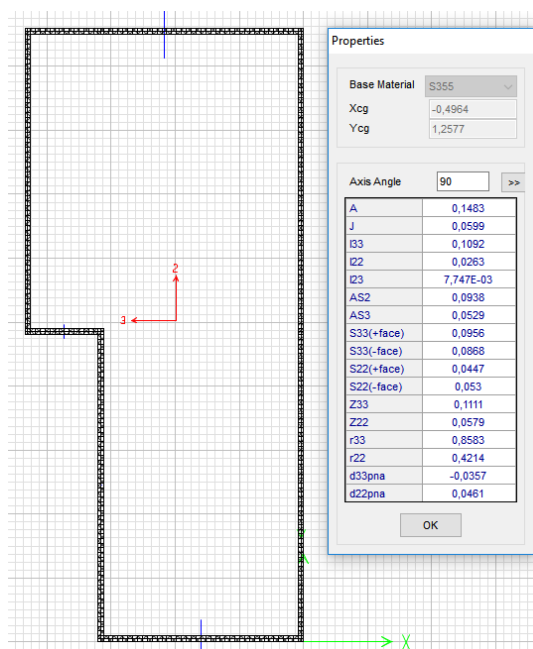 Properties
Base Material S355
Xcg -0,4964
Ycg 1,2577
Axis Angle 90 >>
A 0,1483
J 0,0599
I33 0,1092
I22 0,0263
I23 7,747E-03
AS2 0,0938
AS3 0,0529
S33(+face) 0,0956
S33(-face) 0,0868
S22(+face) 0,0447
S22(-face) 0,053
Z33 0,1111
Z22 0,0579
r33 0,8583
r22 0,4214
d33pna -0,0357
d22pna 0,0461
OK
2
3
X